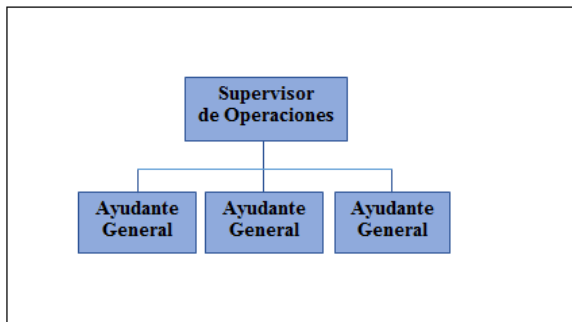 Supervisor
de Operaciones
Ayudante
General
Ayudante
General
Ayudante
General